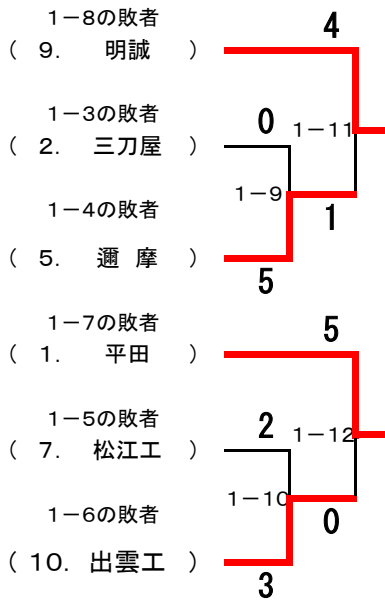 1－8の敗者
4
（ 9. 明誠 ）
1－3の敗者
0
1－11
（ 2. 三刀屋 ）
1－9
1－4の敗者
1
（ 5. 邇 摩 ）
5
1－7の敗者
5
（ 1. 平田 ）
1－5の敗者
2
1－12
（ 7. 松江工 ）
1－10
1－6の敗者
0
（ 10. 出雲工 ）
3